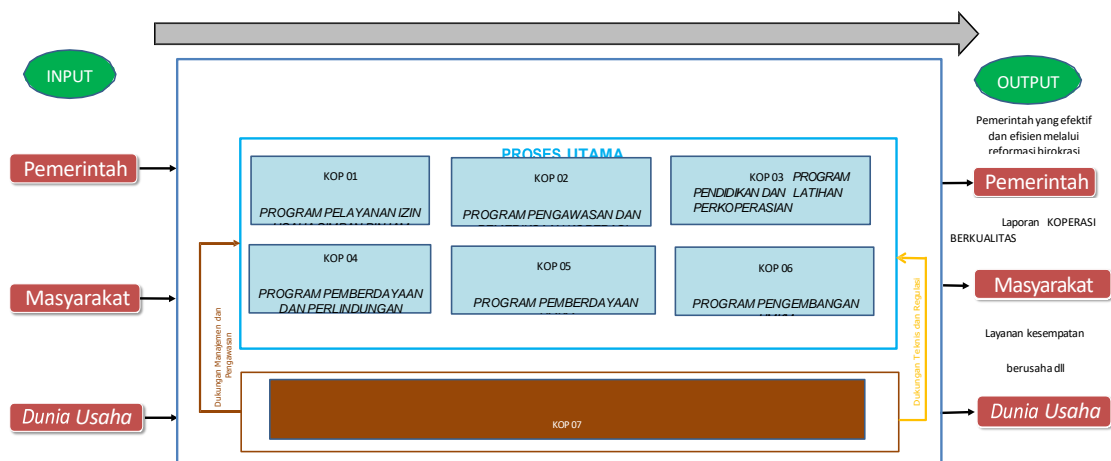 INPUT
OUTPUT
Pemerintah yang efektif
dan efisien melalui
reformasi birokrasi
PROSES UTAMA
Pemerintah
KOP 01
PROGRAM PELAYANAN IZIN
KOP 02
PROGRAM PENGAWASAN DAN
KOP 03 PROGRAM
PENDIDIKAN DAN LATIHAN
PERKOPERASIAN
Pemerintah
Laporan KOPERASI
BERKUALITAS
KOP 04
PROGRAM PEMBERDAYAAN
DAN PERLINDUNGAN
KOP 05
PROGRAM PEMBERDAYAAN
KOP 06
PROGRAM PENGEMBANGAN
Masyarakat
Masyarakat
Dukungan Manajemen dan
Pengawasan
Dukungan Teknis dan Regulasi
Layanan kesempatan
berusaha dll
Dunia Usaha
KOP 07
Dunia Usaha